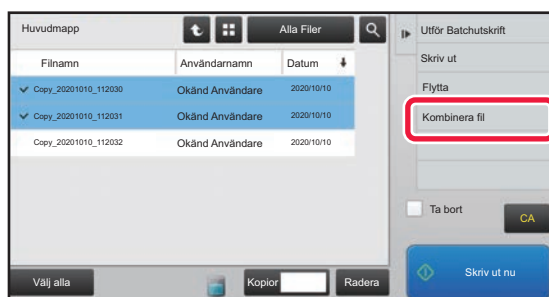 Huvudmapp
Alla Filer
Filnamn Användarnamn Datum
Copy_20201010_112030 Okänd Användare 2020/10/10
Copy_20201010_112031 Okänd Användare 2020/10/10
Copy_20201010_112032 Okänd Användare 2020/10/10
Välj alla
Kopior
Radera
Utför Batchutskrift
Skriv ut
Flytta
Kombinera fil
Ta bort
CA
Skriv ut nu